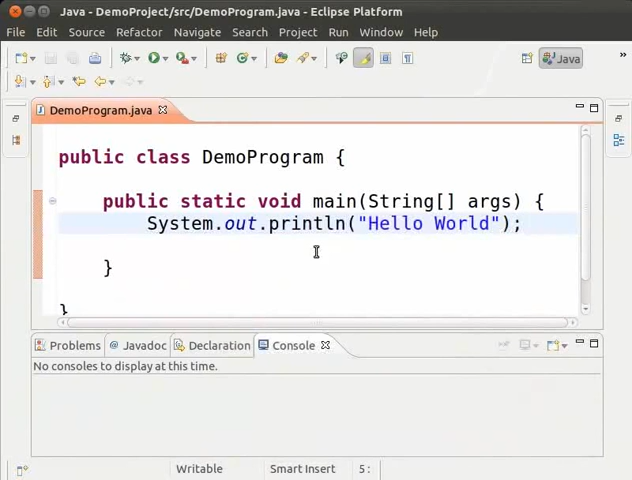 Java - DemoProject/src/DemoProgram.java - Eclipse Platform
File Edit Source Refactor Navigate Search Project Run Window Help
Java »
DemoProgram.java
public class DemoProgram {
public static void main(String[] args) {
System.out.println("Hello World");
}
}
Problems @ Javadoc Declaration Console
No consoles to display at this time.
Writable Smart Insert 5 :